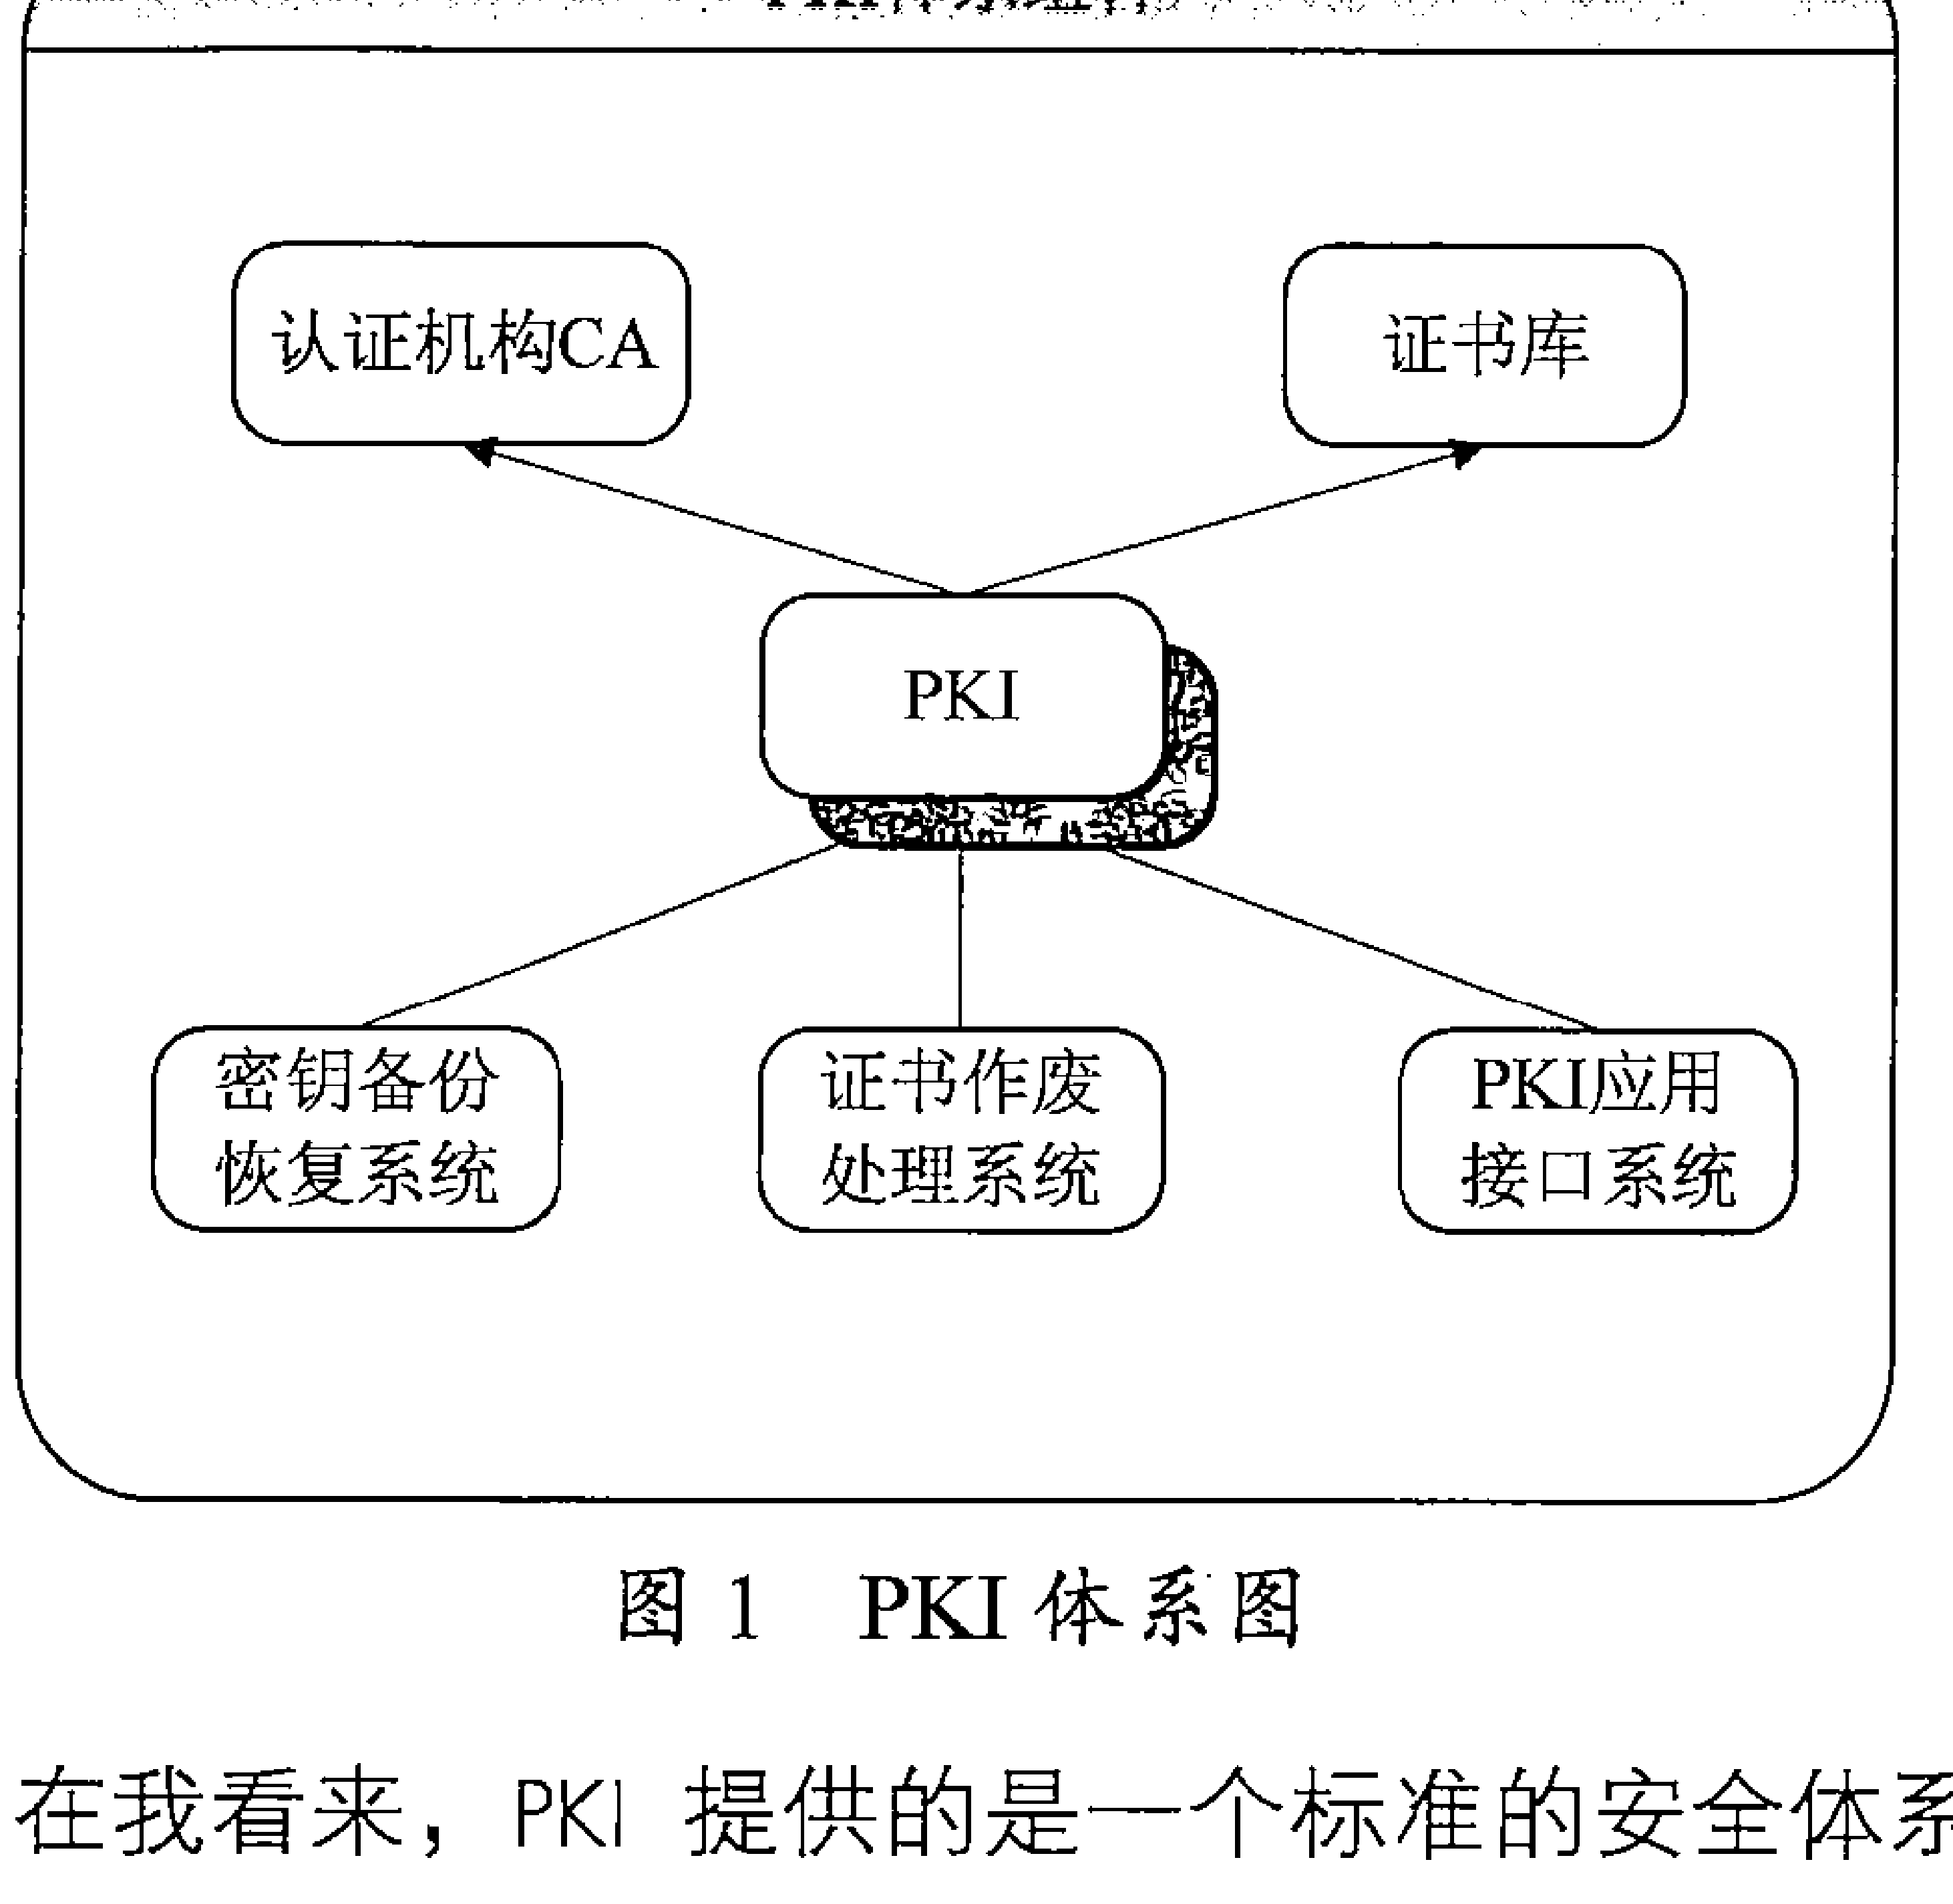 认证机构CA
证书库
PKI
密钥备份
恢复系统
证书作废
处理系统
PKI应用
接口系统
图 1 PKI 体系图
在我看来，PKI 提供的是一个标准的安全体系